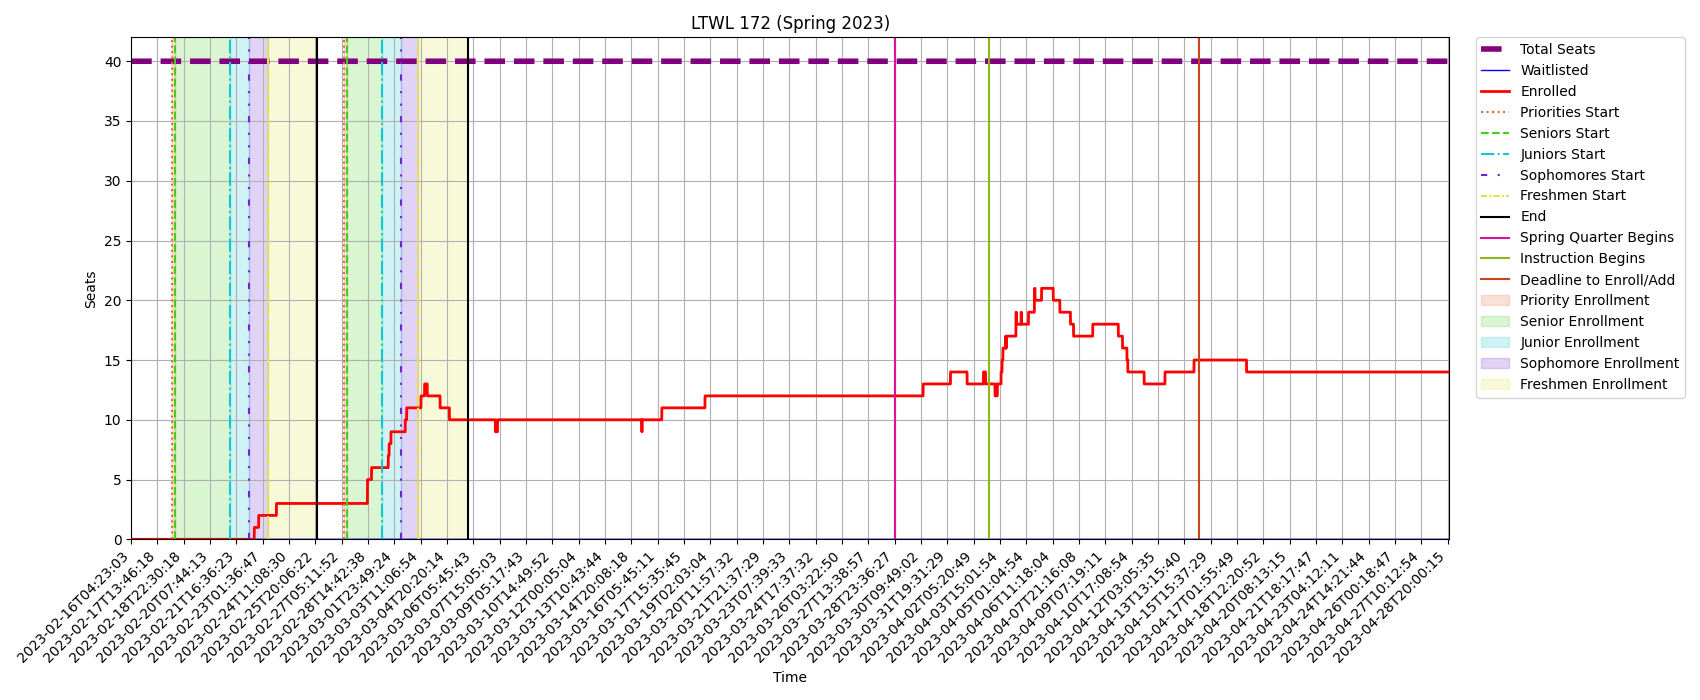 LTWL 172 (Spring 2023)
Seats
40
35
30
25
20
15
10
5
0
2023-02-16T04:23:03
2023-02-17T13:46:18
2023-02-18T22:30:18
2023-02-20T07:44:13
2023-02-21T16:36:23
2023-02-23T01:36:47
2023-02-24T11:08:30
2023-02-25T20:06:22
2023-02-27T05:11:52
2023-02-28T14:42:38
2023-03-01T23:49:24
2023-03-03T11:06:54
2023-03-04T20:20:14
2023-03-06T05:45:43
2023-03-07T15:05:03
2023-03-09T05:17:43
2023-03-10T14:49:52
2023-03-12T00:05:04
2023-03-13T10:43:44
2023-03-14T20:08:18
2023-03-16T05:45:11
2023-03-17T15:35:45
2023-03-19T02:03:04
2023-03-20T11:57:32
2023-03-21T21:37:29
2023-03-23T07:39:33
2023-03-24T17:37:32
2023-03-26T03:22:50
2023-03-27T13:38:57
2023-03-28T23:36:27
2023-03-30T09:49:02
2023-03-31T19:31:29
2023-04-02T05:20:49
2023-04-03T15:01:54
2023-04-05T01:04:54
2023-04-06T11:18:04
2023-04-07T21:16:08
2023-04-09T07:19:11
2023-04-10T17:08:54
2023-04-12T03:05:35
2023-04-13T13:15:40
2023-04-15T15:37:29
2023-04-17T01:55:49
2023-04-18T12:20:52
2023-04-20T08:13:15
2023-04-21T18:17:47
2023-04-23T04:12:11
2023-04-24T14:21:44
2023-04-26T00:18:47
2023-04-27T10:12:54
2023-04-28T20:00:15
Time
Total Seats
Waitlisted
Enrolled
Priorities Start
Seniors Start
Juniors Start
Sophomores Start
Freshmen Start
End
Spring Quarter Begins
Instruction Begins
Deadline to Enroll/Add
Priority Enrollment
Senior Enrollment
Junior Enrollment
Sophomore Enrollment
Freshmen Enrollment